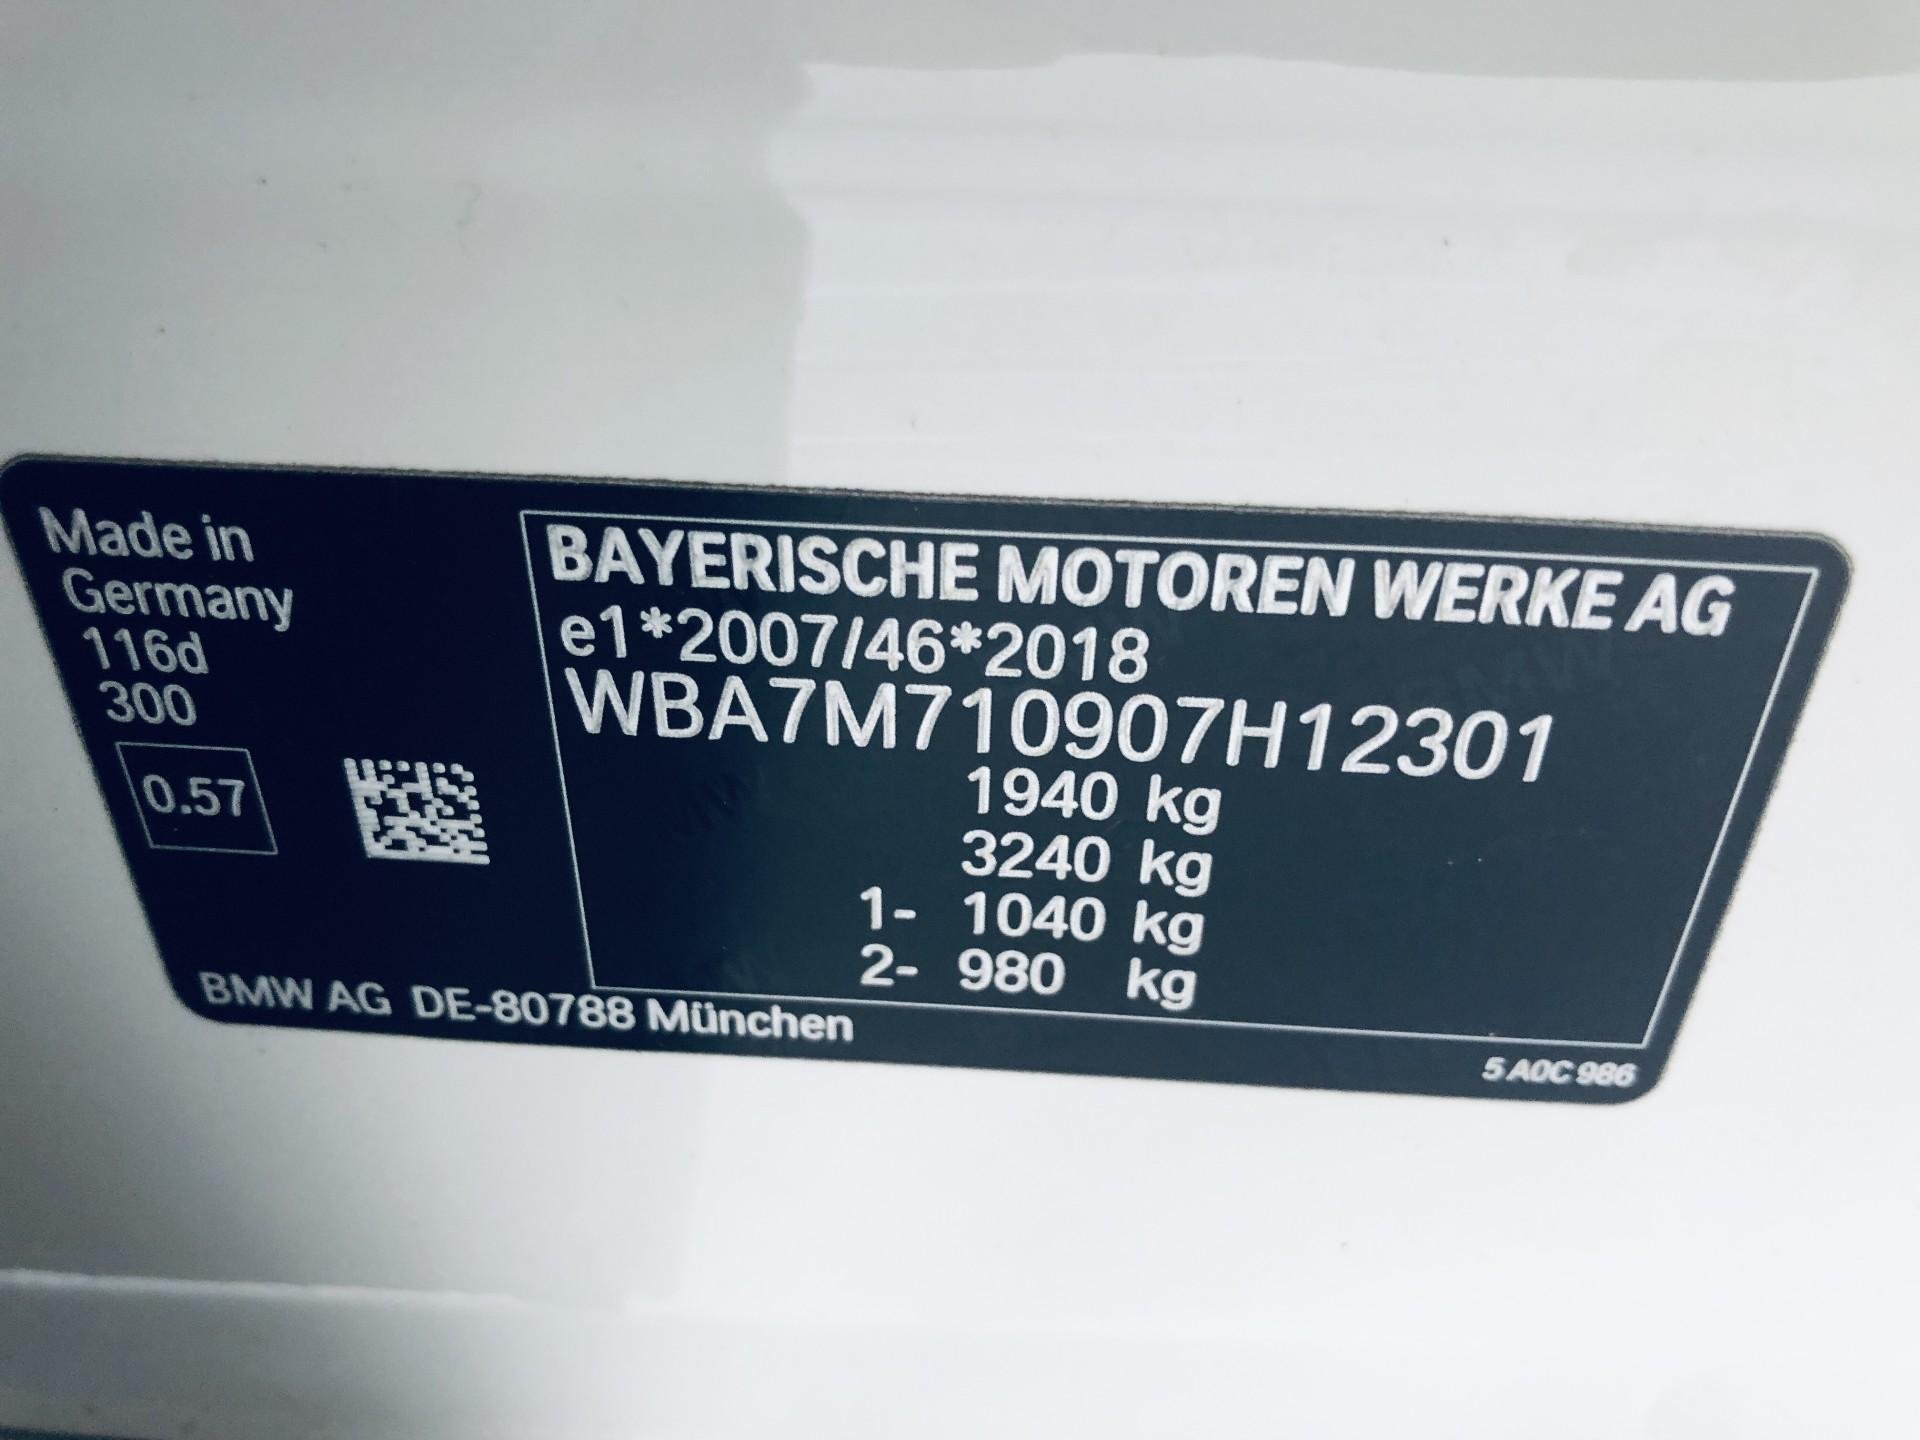 Made in
Germany
116d
300
0.57
BAYERISCHE MOTOREN WERKE AG
e1*2007/46*2018
WBA7M710907H12301
1940 kg
3240 kg
1- 1040 kg
2- 980 kg
BMW AG DE-80788 München
5 A0C 986